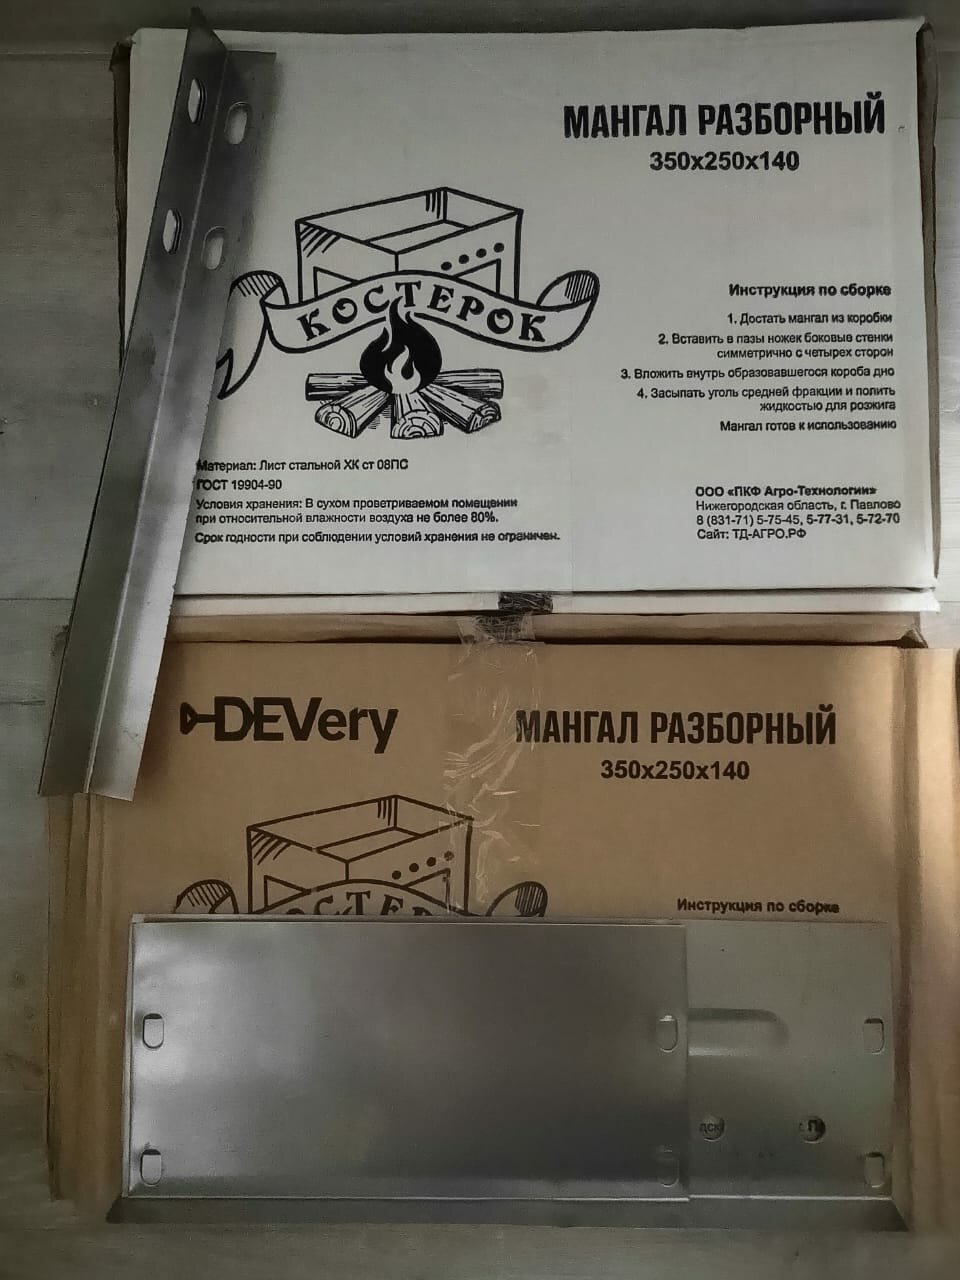 МАНГАЛ РАЗБОРНЫЙ
350x250x140
КОСТЕРОК
Инструкция по сборке
1. Достать мангал из коробки
2. Вставить в пазы ножек боковые стенки
симметрично с четырех сторон
3. Вложить внутрь образовавшегося короба дно
4. Засыпать уголь средней фракции и полить
жидкостью для розжига
Мангал готов к использованию
Материал: Лист стальной ХК ст 08ПС
ГОСТ 19904-90
Условия хранения: В сухом проветриваемом помещении
при относительной влажности воздуха не более 80%.
Срок годности при соблюдении условий хранения не ограничен.
ООО «ПКФ Агро-Технологии»
Нижегородская область, г. Павлово
8 (831-71) 5-75-45, 5-77-31, 5-72-70
Сайт: ТД-АГРО.РФ
DEVery
МАНГАЛ РАЗБОРНЫЙ
350x250x140
Инструкция по сборке